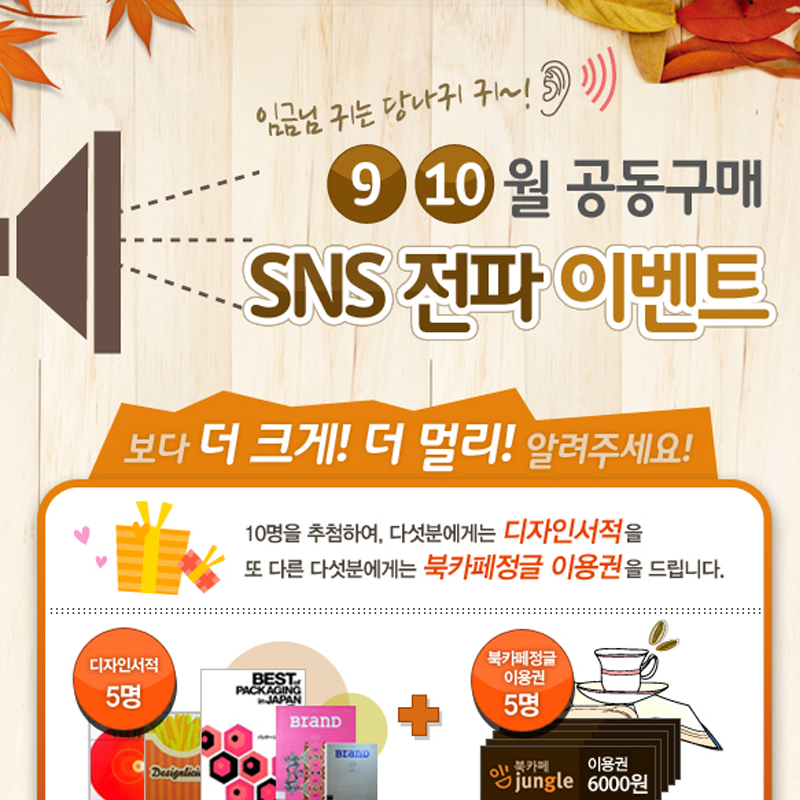 임금님 귀는 당나귀 귀~!
9 10 월 공동구매
SNS 전파 이벤트
보다 더 크게! 더 멀리! 알려주세요!
10명을 추첨하여, 다섯분에게는 디자인서적을
또 다른 다섯분에게는 북카페정글 이용권을 드립니다.
디자인서적
5명
BEST of
PACKAGING
in JAPAN
BRAND
BRAND
Designlicious
북카페정글
이용권
5명
북카페
jungle
이용권
6000원